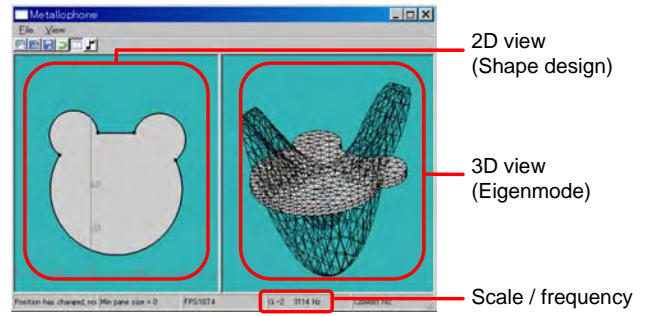 Metallophone
File View
2D view
(Shape design)
3D view
(Eigenmode)
Position has changed, no Min pane size = 0 FPS1074 G -2 3114 Hz
Scale / frequency